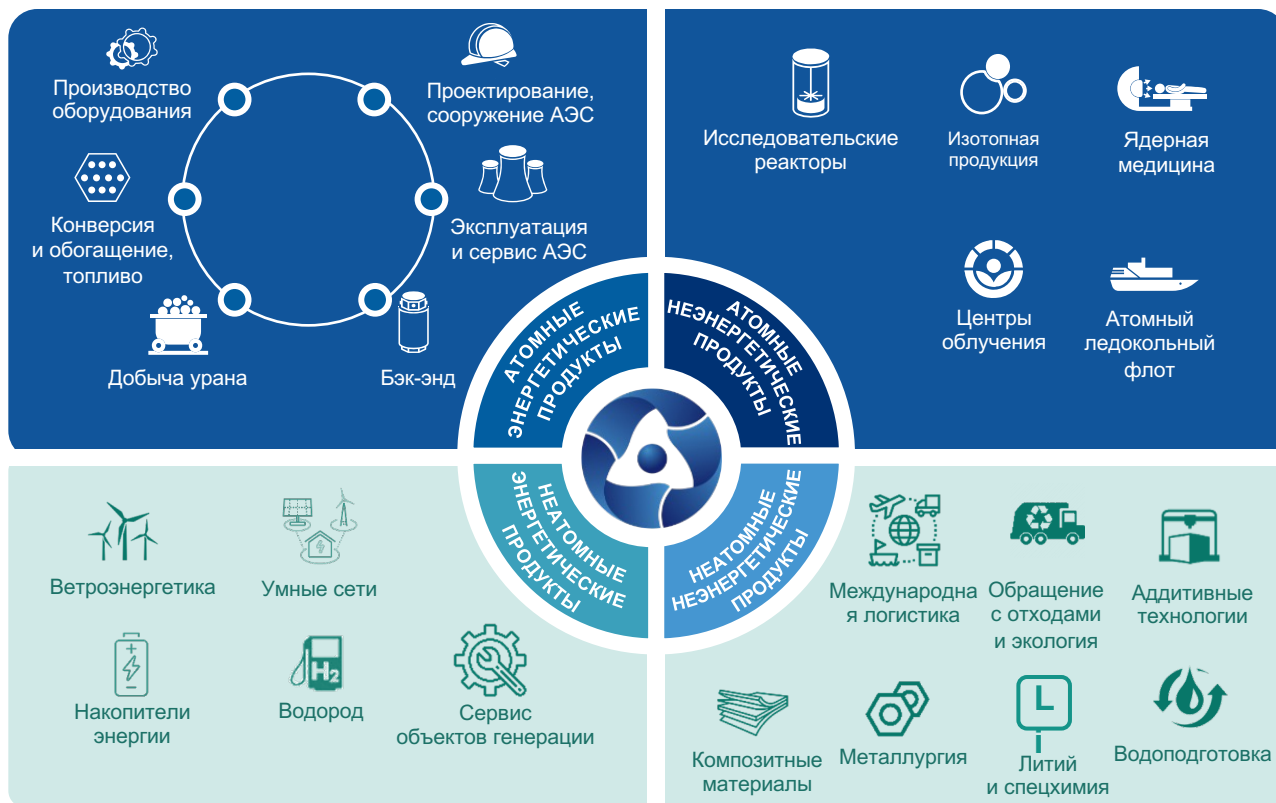 Производство
оборудования
Проектирование,
сооружение АЭС
Конверсия
и обогащение,
топливо
Эксплуатация
и сервис АЭС
Добыча урана
Бэк-энд
Исследовательские
реакторы
Изотопная
продукция
Ядерная
медицина
Центры
облучения
Атомный
ледокольный
флот
АТОМНЫЕ
ЭНЕРГЕТИЧЕСКИЕ
ПРОДУКТЫ
АТОМНЫЕ
НЕЭНЕРГЕТИЧЕСКИЕ
ПРОДУКТЫ
НЕАТОМНЫЕ
ЭНЕРГЕТИЧЕСКИЕ
ПРОДУКТЫ
НЕАТОМНЫЕ
НЕЭНЕРГЕТИЧЕСКИЕ
ПРОДУКТЫ
Ветроэнергетика
Умные сети
Накопители
энергии
H2
Водород
Сервис
объектов генерации
Международна
я логистика
Обращение
с отходами
и экология
Аддитивные
технологии
Композитные
материалы
Металлургия
L
i
Литий
и спецхимия
Водоподготовка